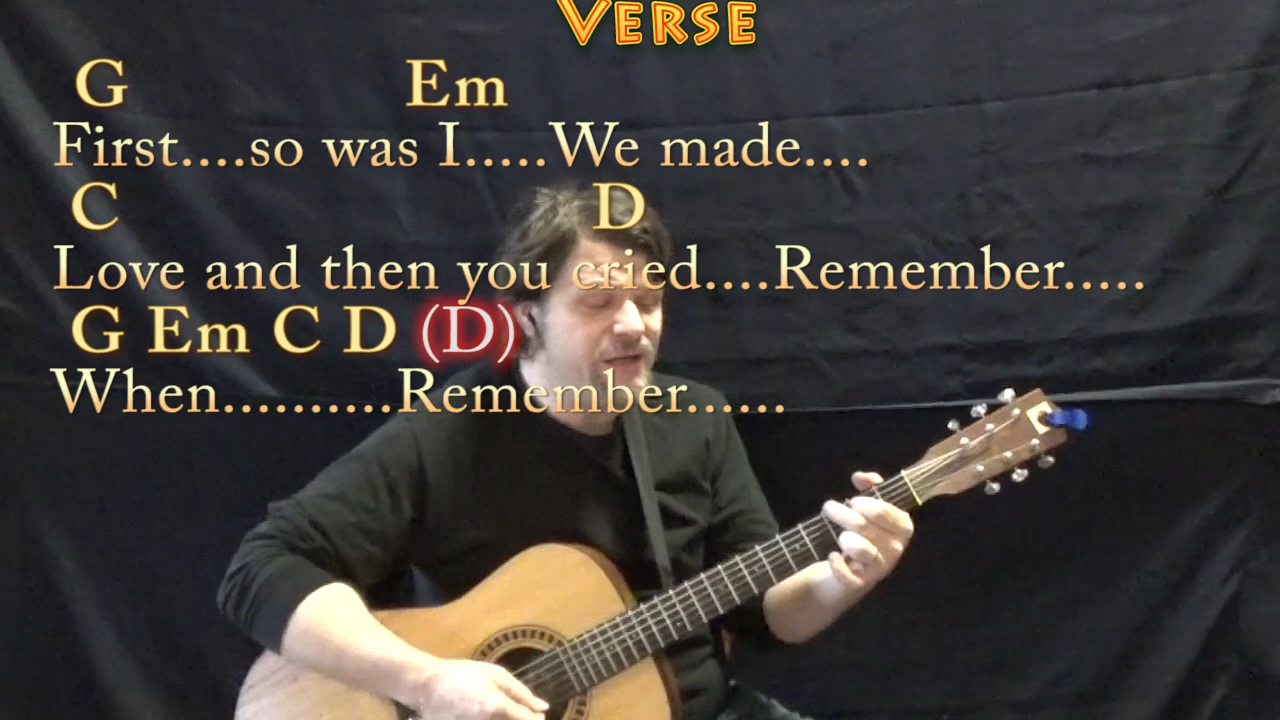 VERSE
G Em
First....so was I.....We made....
C D
Love and then you cried....Remember.....
G Em C D (D)
When..........Remember......